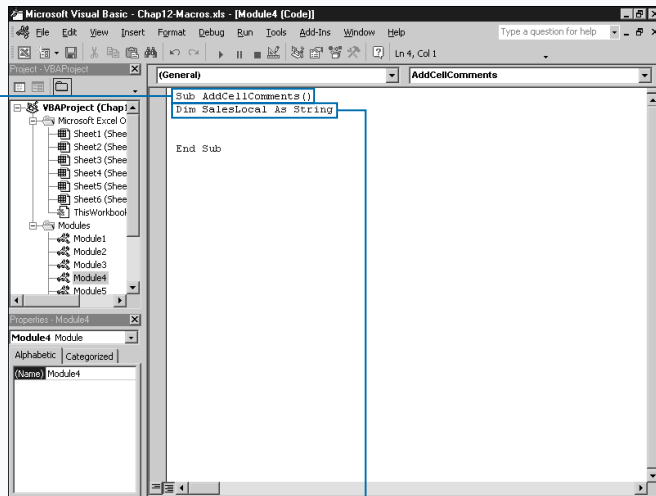 Microsoft Visual Basic - Chap12-Macros.xls - [Module4 (Code)]
File Edit View Insert Format Debug Run Tools Add-Ins Window Help
Type a question for help
Ln 4, Col 1
Project - VBAProject
(General)
AddCellComments
VBAProject (Chap:
Microsoft Excel O
Sheet1 (Shee
Sheet2 (Shee
Sheet3 (Shee
Sheet4 (Shee
Sheet5 (Shee
Sheet6 (Shee
ThisWorkbool
Modules
Module1
Module2
Module3
Module4
Module5
Sub AddCellComments()
Dim SalesLocal As String
End Sub
Properties - Module4
Module4 Module
Alphabetic Categorized
(Name) Module4